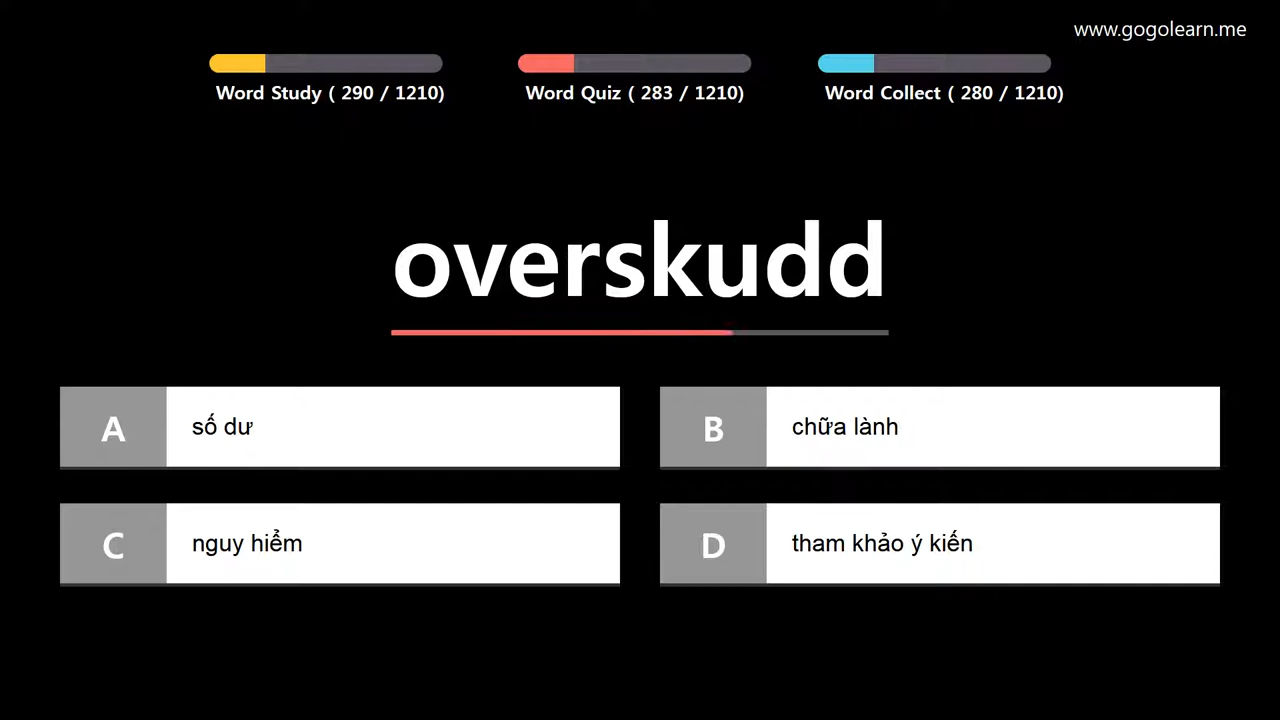 www.gogolearn.me
Word Study ( 290 / 1210)
Word Quiz ( 283 / 1210)
Word Collect ( 280 / 1210)
overskudd
A số dư
B chữa lành
C nguy hiểm
D tham khảo ý kiến